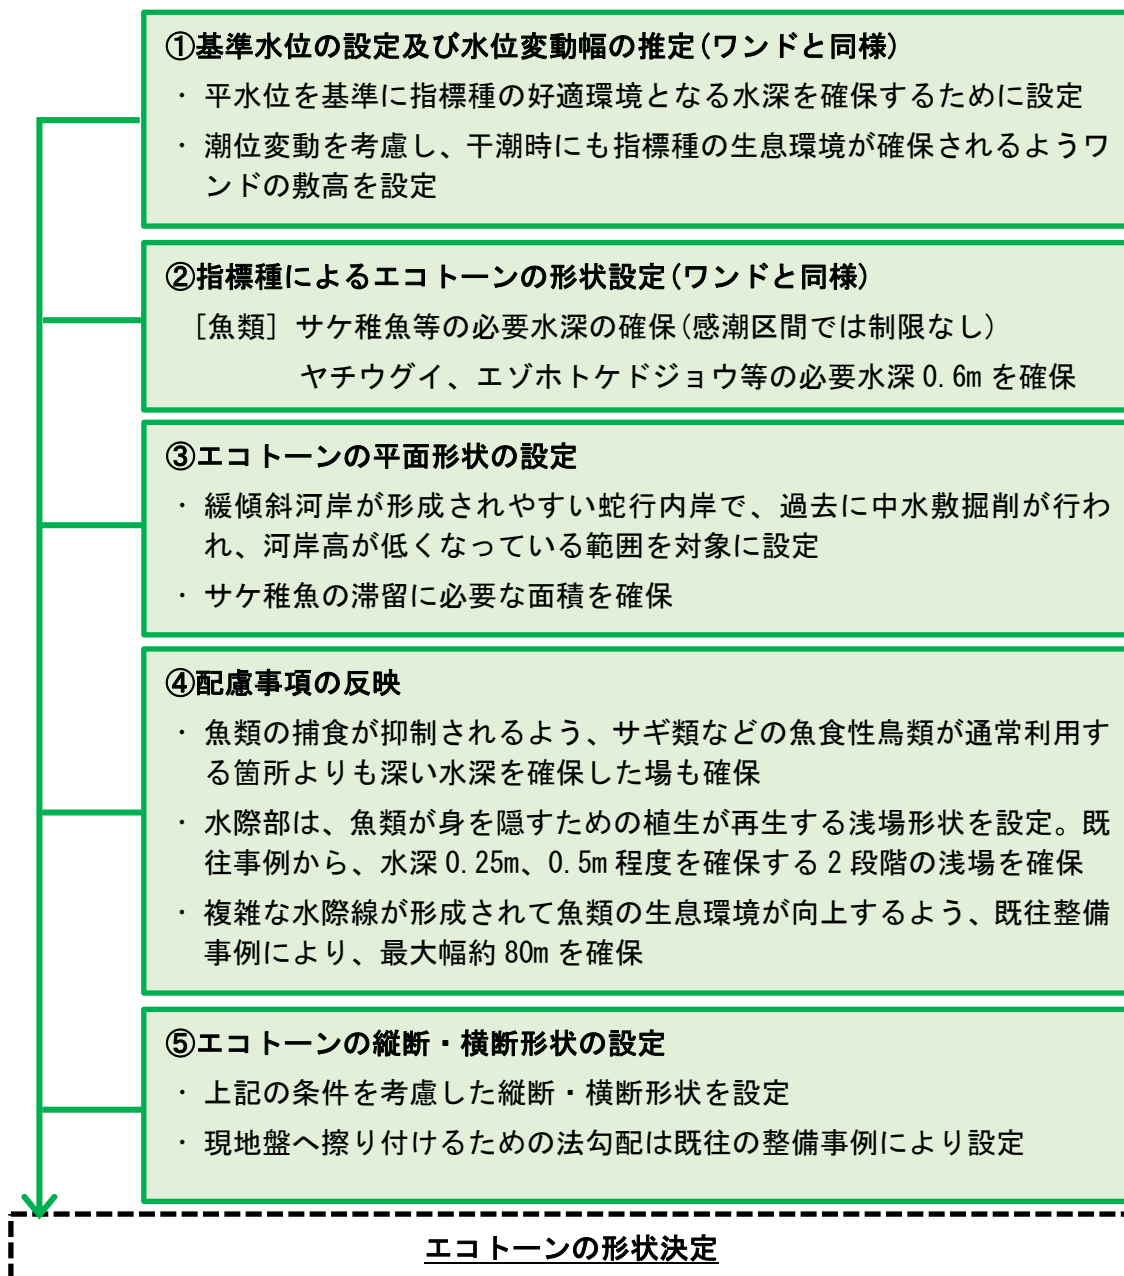 ①基準水位の設定及び水位変動幅の推定(ワンドと同様)
・平水位を基準に指標種の好適環境となる水深を確保するために設定
・潮位変動を考慮し、干潮時にも指標種の生息環境が確保されるようワ
ンドの敷高を設定
②指標種によるエコトーンの形状設定(ワンドと同様)
[魚類] サケ稚魚等の必要水深の確保(感潮区間では制限なし)
ヤチウグイ、エゾホトケドジョウ等の必要水深 0.6m を確保
③エコトーンの平面形状の設定
・緩傾斜河岸が形成されやすい蛇行内岸で、過去に中水敷掘削が行わ
れ、河岸高が低くなっている範囲を対象に設定
・サケ稚魚の滞留に必要な面積を確保
④配慮事項の反映
・魚類の捕食が抑制されるよう、サギ類などの魚食性鳥類が通常利用す
る箇所よりも深い水深を確保した場も確保
・水際部は、魚類が身を隠すための植生が再生する浅場形状を設定。既
往事例から、水深 0.25m、0.5m 程度を確保する 2 段階の浅場を確保
・複雑な水際線が形成されて魚類の生息環境が向上するよう、既往整備
事例により、最大幅約 80m を確保
⑤エコトーンの縦断・横断形状の設定
・上記の条件を考慮した縦断・横断形状を設定
・現地盤へ擦り付けるための法勾配は既往の整備事例により設定
エコトーンの形状決定